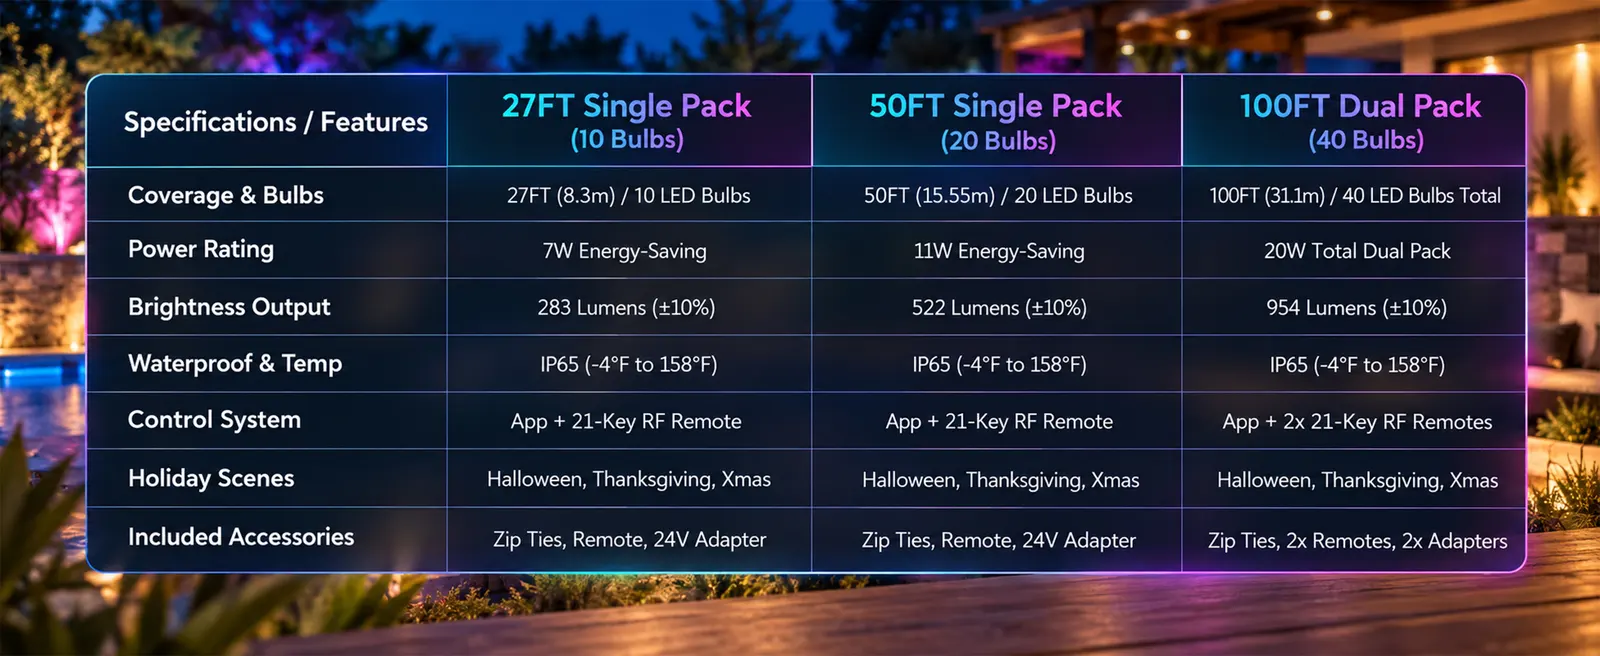 Specifications / Features
27FT Single Pack
(10 Bulbs)
50FT Single Pack
(20 Bulbs)
100FT Dual Pack
(40 Bulbs)
Coverage & Bulbs
27FT (8.3m) / 10 LED Bulbs
50FT (15.55m) / 20 LED Bulbs
100FT (31.1m) / 40 LED Bulbs Total
Power Rating
7W Energy-Saving
11W Energy-Saving
20W Total Dual Pack
Brightness Output
283 Lumens (±10%)
522 Lumens (±10%)
954 Lumens (±10%)
Waterproof & Temp
IP65 (-4°F to 158°F)
IP65 (-4°F to 158°F)
IP65 (-4°F to 158°F)
Control System
App + 21-Key RF Remote
App + 21-Key RF Remote
App + 2x 21-Key RF Remotes
Holiday Scenes
Halloween, Thanksgiving, Xmas
Halloween, Thanksgiving, Xmas
Halloween, Thanksgiving, Xmas
Included Accessories
Zip Ties, Remote, 24V Adapter
Zip Ties, Remote, 24V Adapter
Zip Ties, 2x Remotes, 2x Adapters